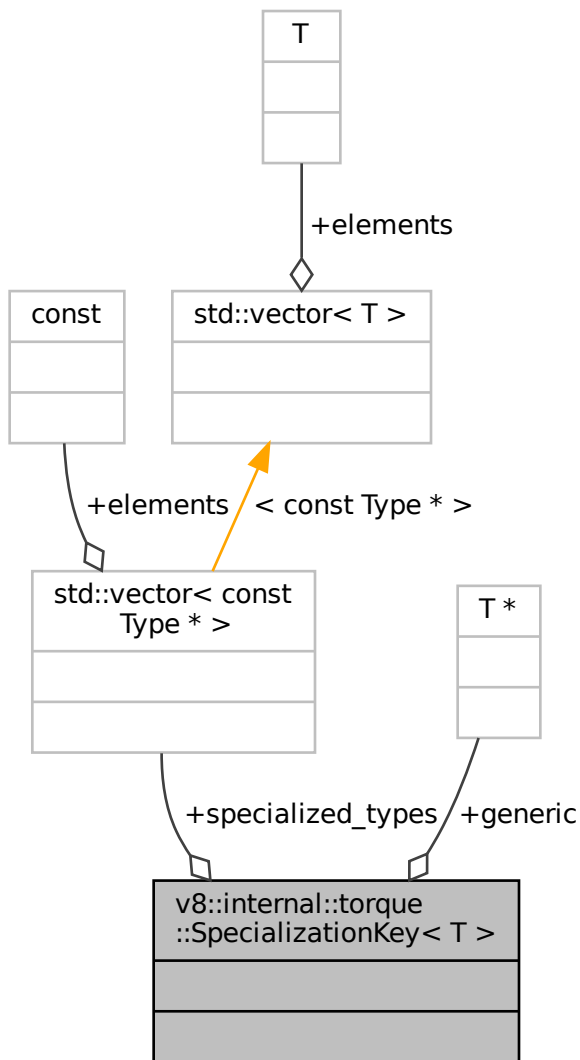 T
+elements
const
std::vector< T >
+elements
< const Type * >
std::vector< const
Type * >
T *
+specialized_types
+generic
v8::internal::torque
::SpecializationKey< T >